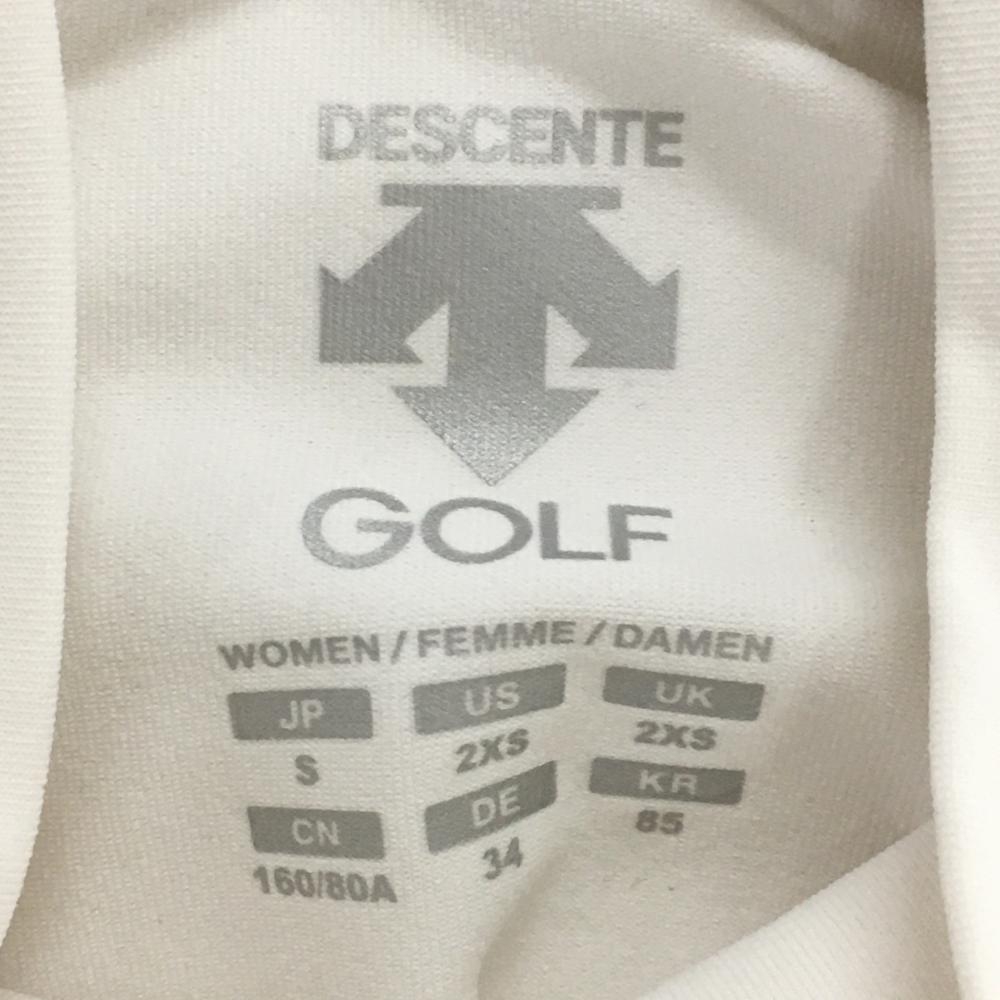 DESCENTE
GOLF
WOMEN / FEMME / DAMEN
JP US UK
S 2XS 2XS
CN DE KR
160/80A 34 85